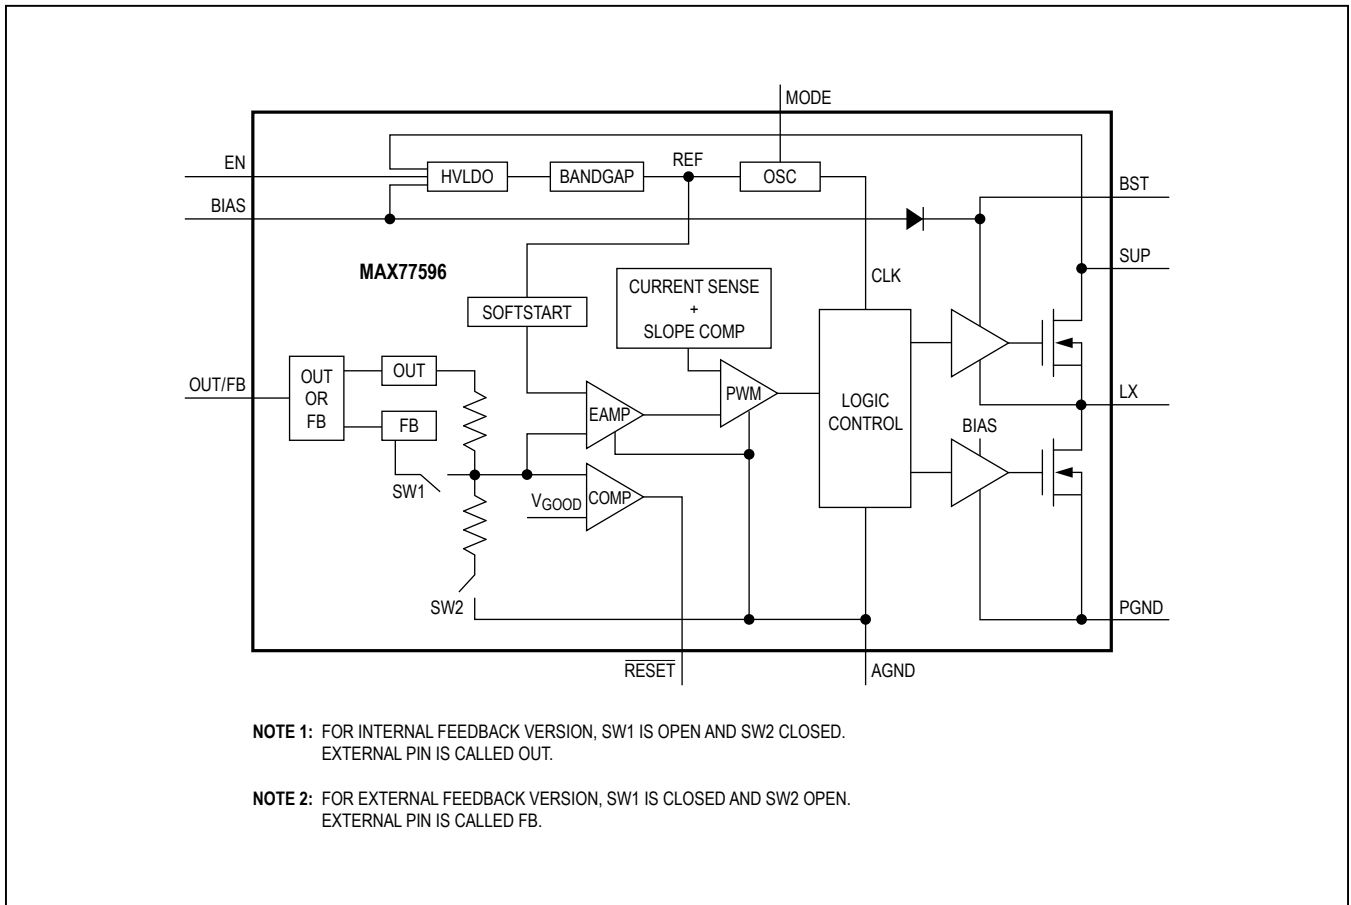 MODE
EN
HVLDO
BANDGAP
REF
OSC
BIAS
BST
MAX77596
SUP
CLK
CURRENT SENSE
+
SLOPE COMP
SOFTSTART
OUT/FB
OUT
OR
FB
OUT
FB
SW1
EAMP
PWM
LOGIC
CONTROL
LX
BIAS
VGOOD
COMP
SW2
PGND
RESET
AGND
NOTE 1: FOR INTERNAL FEEDBACK VERSION, SW1 IS OPEN AND SW2 CLOSED.
EXTERNAL PIN IS CALLED OUT.
NOTE 2: FOR EXTERNAL FEEDBACK VERSION, SW1 IS CLOSED AND SW2 OPEN.
EXTERNAL PIN IS CALLED FB.